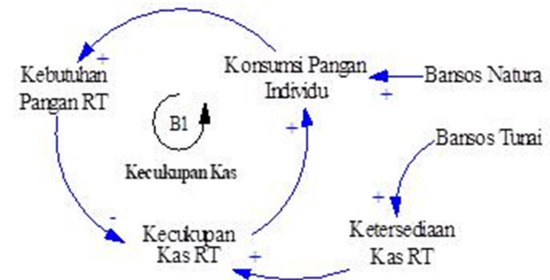 Kebutuhan
Pangan RT
+
Konsumsi Pangan
Individu
+
Bansos Natura
B1
Kecukupan Kas
+
Bansos Tunai
+
-
Kecukupan
Kas RT
+
Ketersediaan
Kas RT